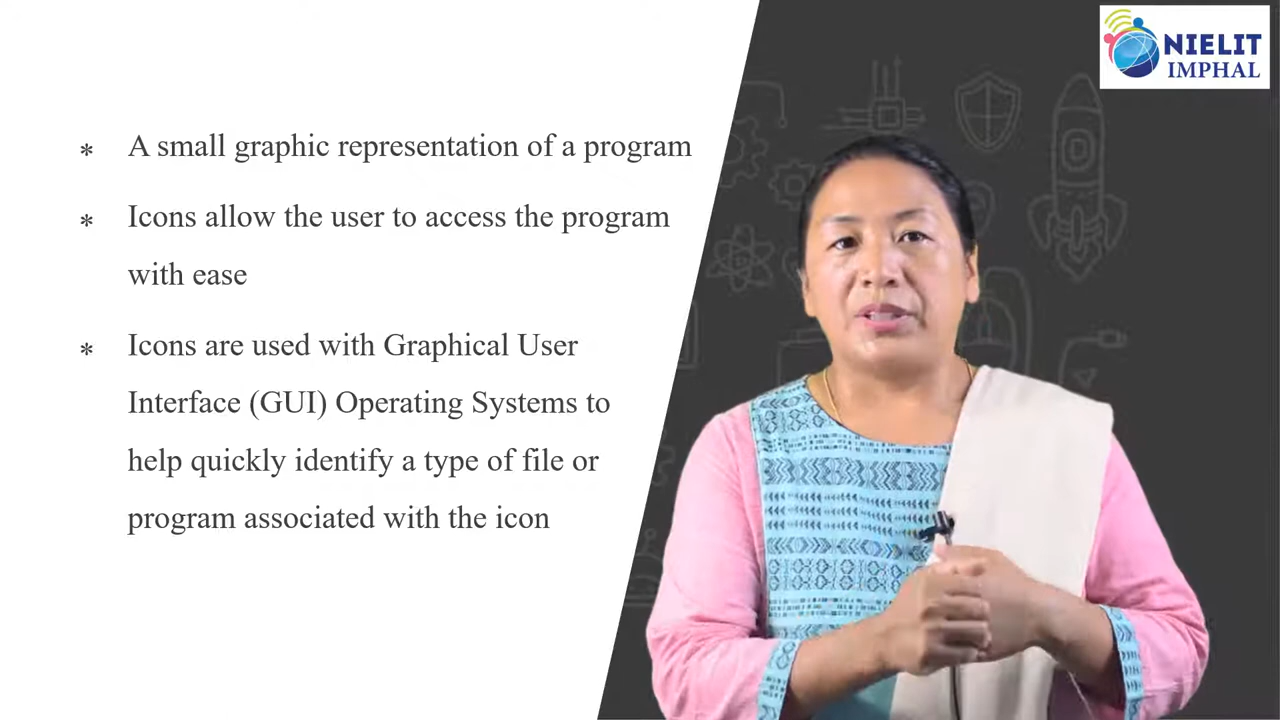 NIELIT
IMPHAL
* A small graphic representation of a program
* Icons allow the user to access the program
with ease
* Icons are used with Graphical User
Interface (GUI) Operating Systems to
help quickly identify a type of file or
program associated with the icon